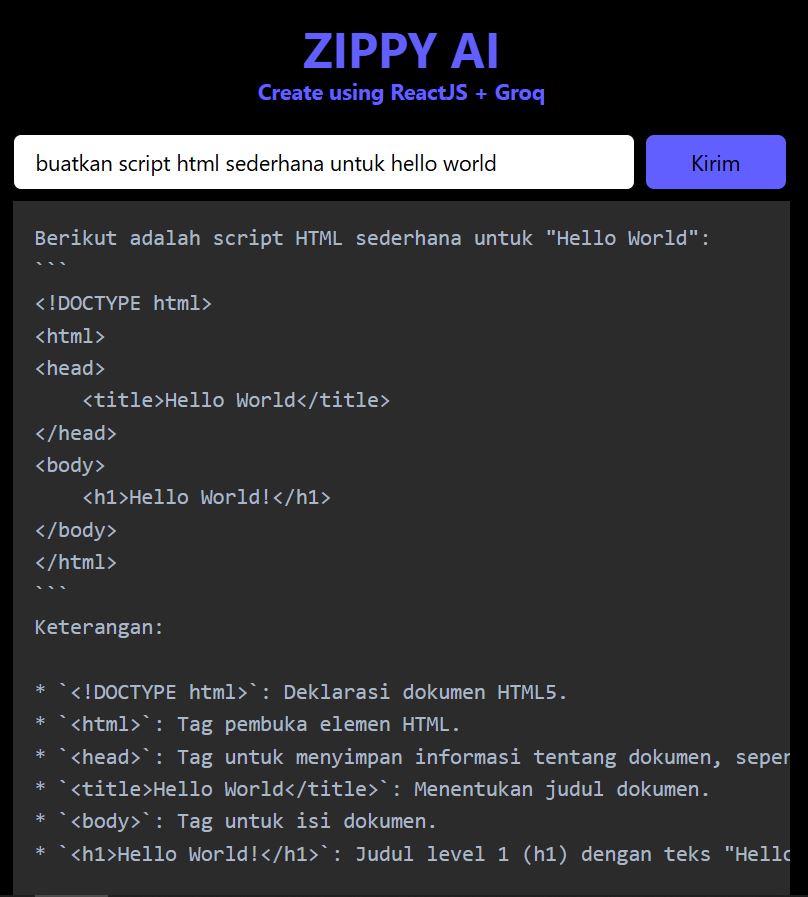 ZIPPY AI
Create using ReactJS + Groq
buatkan script html sederhana untuk hello world
Kirim
Berikut adalah script HTML sederhana untuk "Hello World":
```
<!DOCTYPE html>
<html>
<head>
    <title>Hello World</title>
</head>
<body>
    <h1>Hello World!</h1>
</body>
</html>
```
Keterangan:
* `<!DOCTYPE html>`: Deklarasi dokumen HTML5.
* `<html>`: Tag pembuka elemen HTML.
* `<head>`: Tag untuk menyimpan informasi tentang dokumen,
* `<title>Hello World</title>`: Menentukan judul dokumen.
* `<body>`: Tag untuk isi dokumen.
* `<h1>Hello World!</h1>`: Judul level 1 (h1) dengan teks